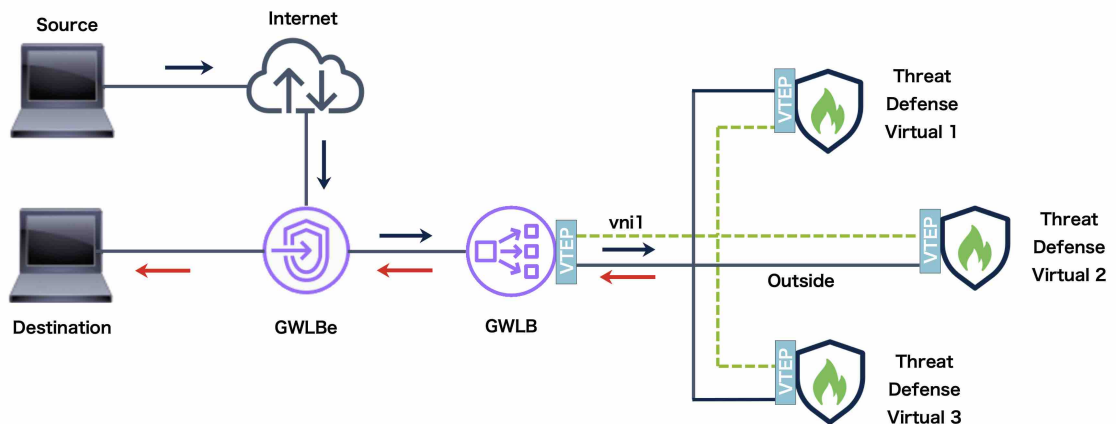 Source
Internet
VTEP
Threat
Defense
Virtual 1
vni1
VTEP
VTEP
Threat
Defense
Virtual 2
Outside
Destination
GWLBe
GWLB
VTEP
Threat
Defense
Virtual 3